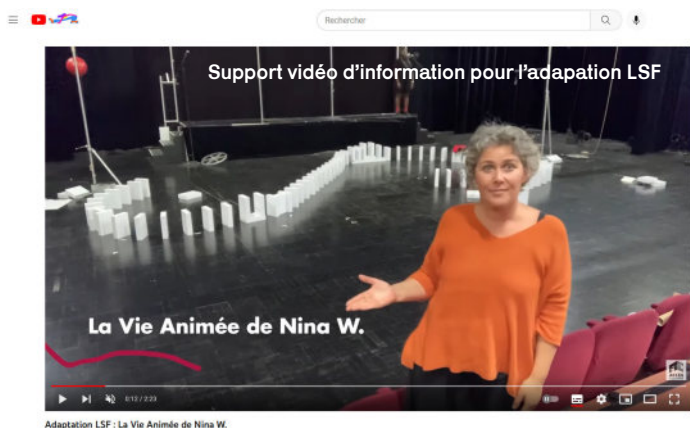 Rechercher
Support vidéo d'information pour l'adapation LSF
La Vie Animée de Nina W.
0:12 / 2:23
Adaptation LSF : La Vie Animée de Nina W.